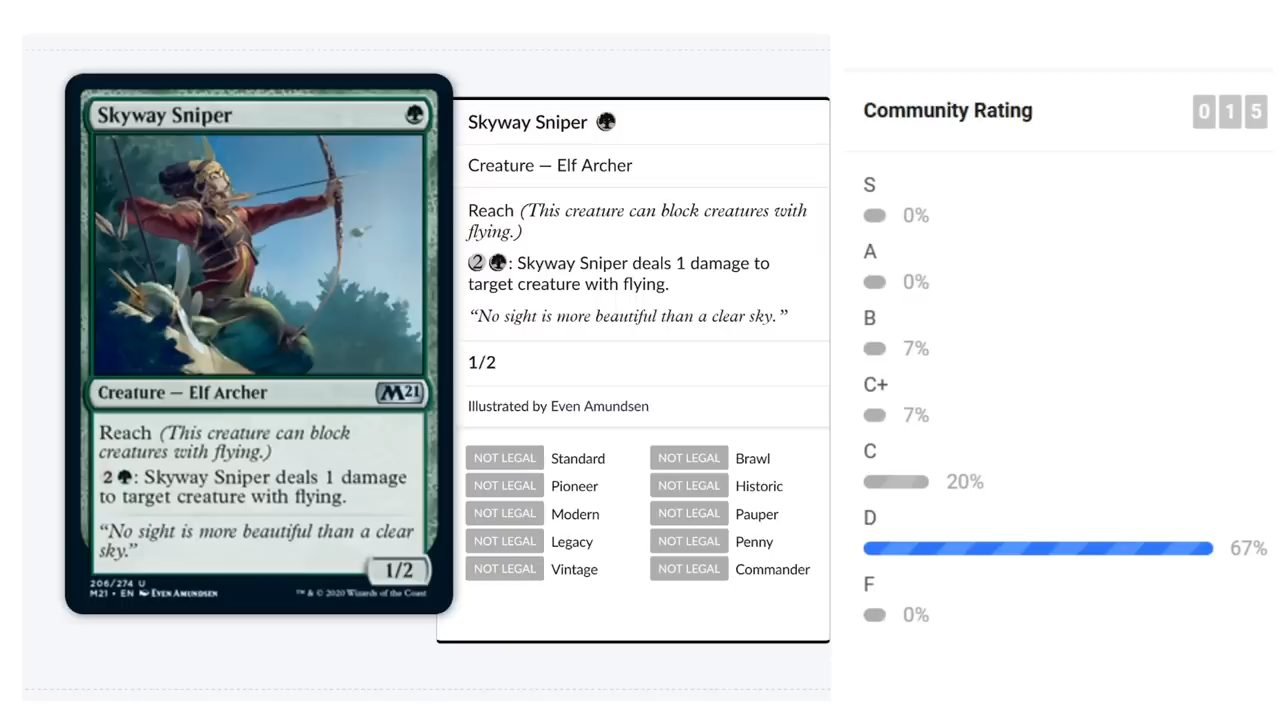 Skyway Sniper
Creature — Elf Archer
M21
Reach (This creature can block
creatures with flying.)
2 : Skyway Sniper deals 1 damage
to target creature with flying.
“No sight is more beautiful than a clear
sky.”
1/2
206/274 U
M21 • EN Even Amundsen
™ & © 2020 Wizards of the Coast
Skyway Sniper
Creature — Elf Archer
Reach (This creature can block creatures with
flying.)
2 : Skyway Sniper deals 1 damage to
target creature with flying.
“No sight is more beautiful than a clear sky.”
1/2
Illustrated by Even Amundsen
NOT LEGAL Standard NOT LEGAL Brawl
NOT LEGAL Pioneer NOT LEGAL Historic
NOT LEGAL Modern NOT LEGAL Pauper
NOT LEGAL Legacy NOT LEGAL Penny
NOT LEGAL Vintage NOT LEGAL Commander
Community Rating 0 1 5
S
0%
A
0%
B
7%
C+
7%
C
20%
D
67%
F
0%